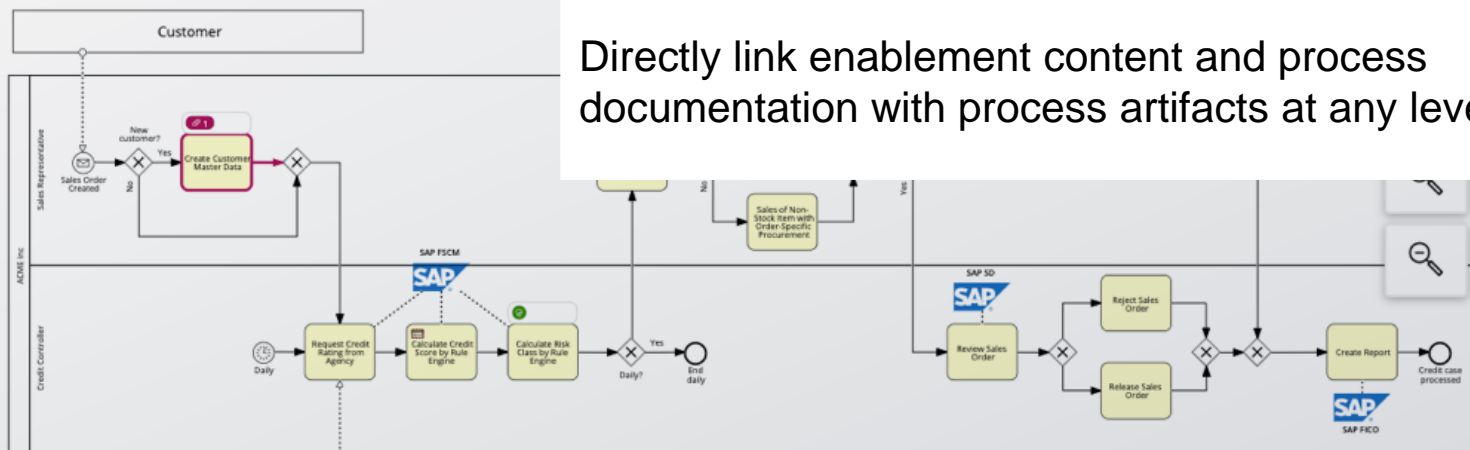 Customer
Directly link enablement content and process
documentation with process artifacts at any leve
ACME Inc
Sales Representative
Sales Order
Created
New
customer?
Yes
No
1
Create Customer
Master Data
No
Sales of Non-
Stock Item with
Order-Specific
Procurement
Yes
Credit Controller
Daily
SAP FSCM
SAP
Request Credit
Rating from
Agency
Calculate Credit
Score by Rule
Engine
Calculate Risk
Class by Rule
Engine
Daily?
Yes
End
daily
SAP SD
SAP
Review Sales
Order
Reject Sales
Order
Release Sales
Order
Create Report
SAP
SAP FICO
Credit case
processed